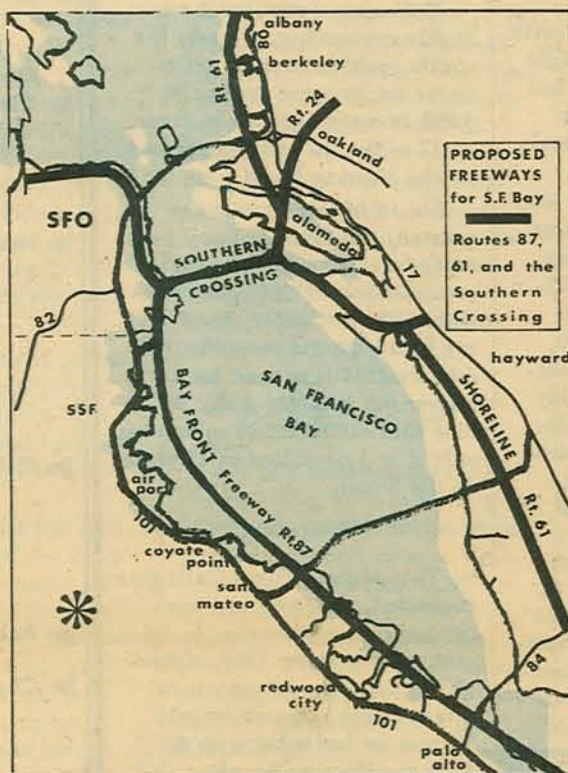 albany
80
berkeley
Rt. 61
Rt. 24
oakland
PROPOSED
FREEWAYS
for S.F. Bay
Routes 87,
61, and the
Southern
Crossing
SFO
alameda
SOUTHERN
CROSSING
17
82
hayward
SSF
SAN FRANCISCO
BAY
SHORELINE
Rt. 61
BAY FRONT Freeway Rt.87
air
port
101
coyote
point
san
mateo
84
redwood
city
101
palo
alto